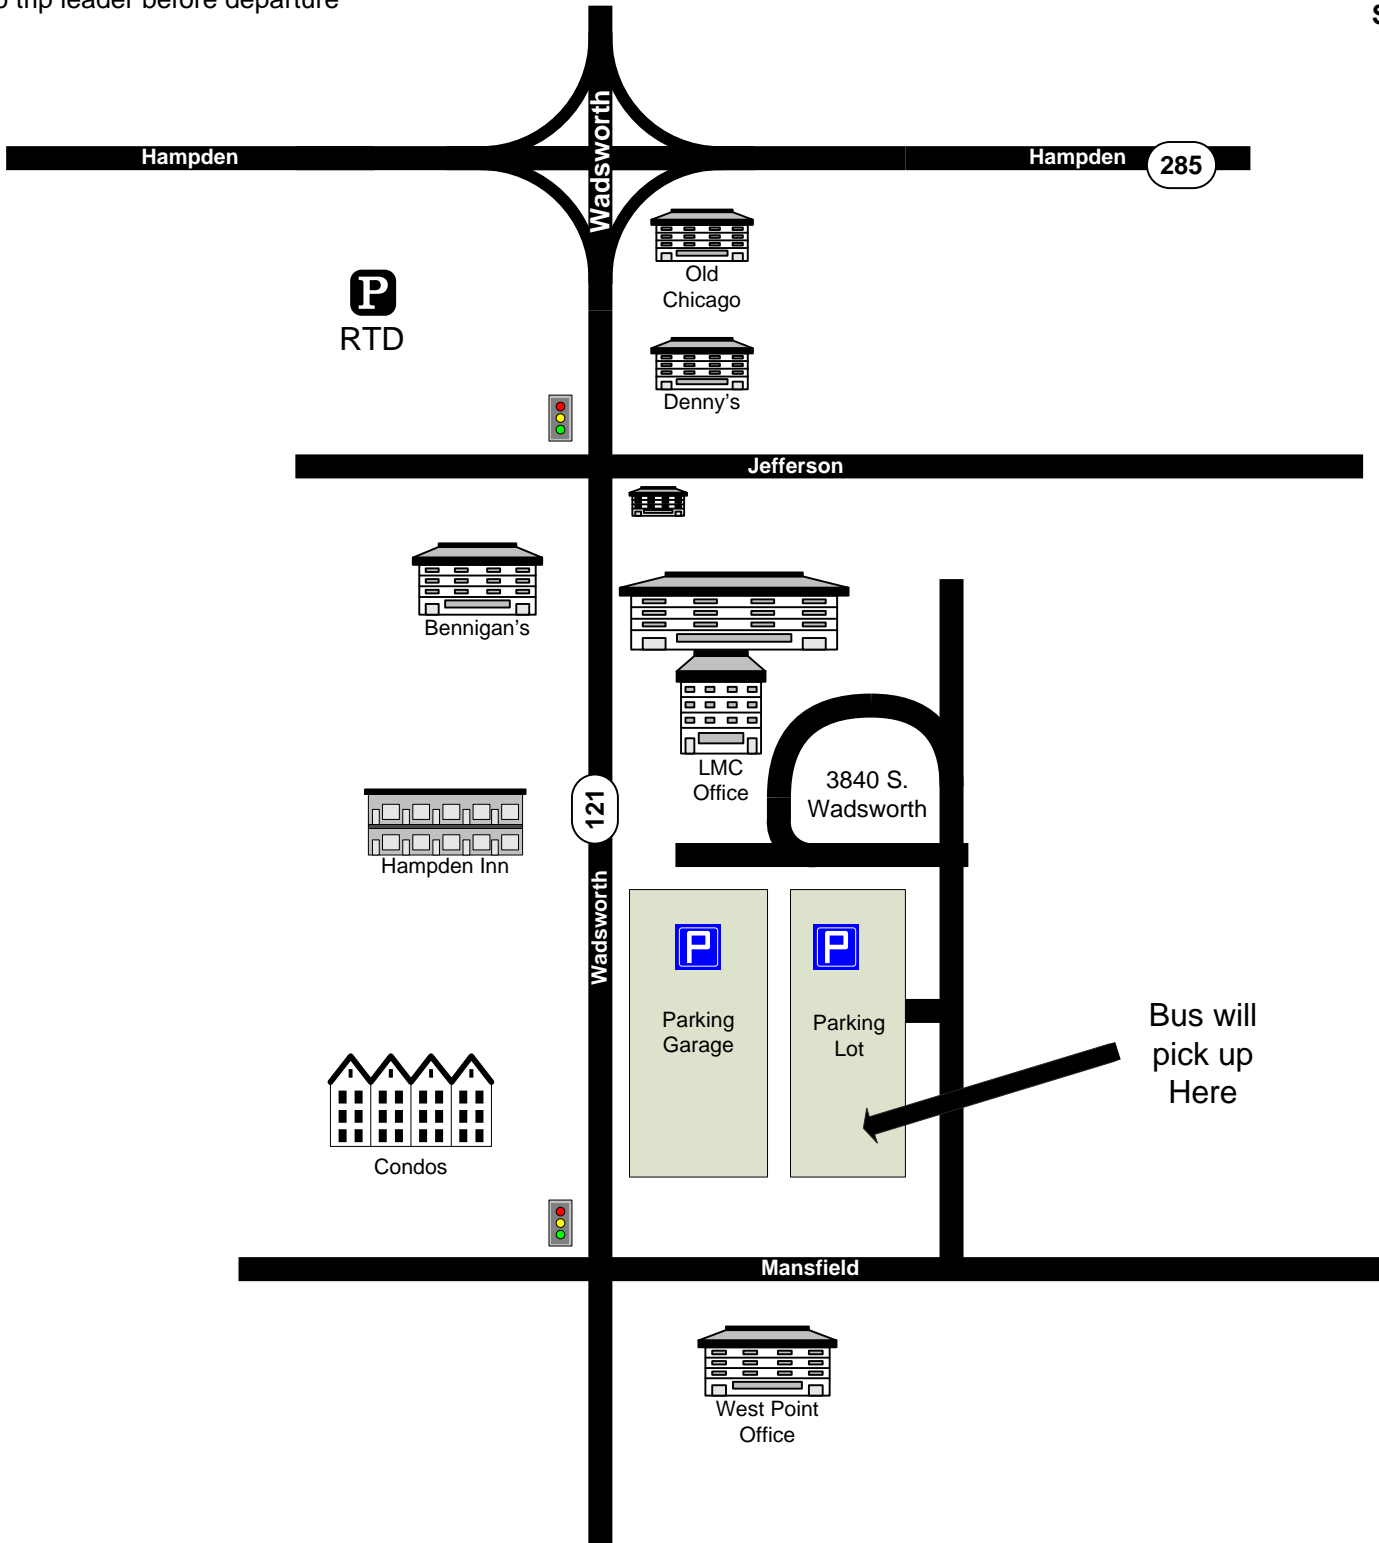 trip leader before departure
Wadsworth
Hampden
Hampden
285
Old
Chicago
P
RTD
Denny's
Jefferson
Bennigan's
LMC
Office
3840 S.
Wadsworth
121
Hampden Inn
Wadsworth
P
P
Parking
Garage
Parking
Lot
Bus will
pick up
Here
Condos
Mansfield
West Point
Office